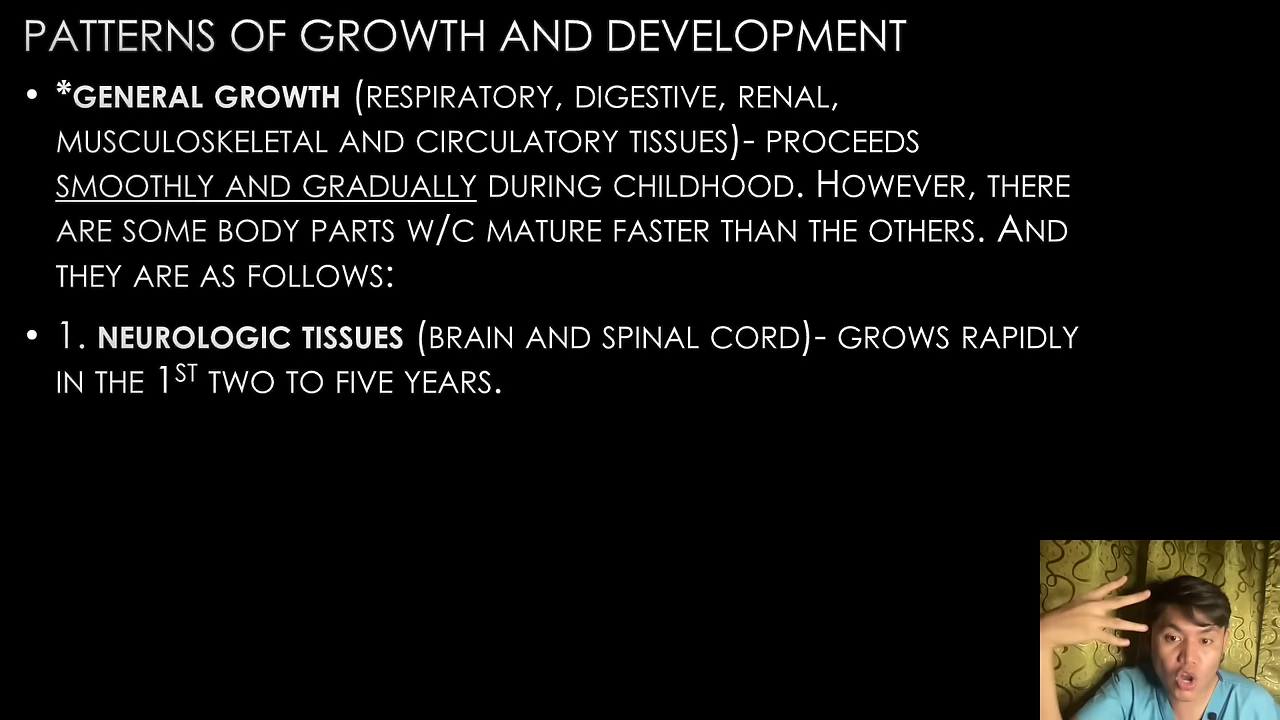 PATTERNS OF GROWTH AND DEVELOPMENT
• *GENERAL GROWTH (RESPIRATORY, DIGESTIVE, RENAL,
MUSCULOSKELETAL AND CIRCULATORY TISSUES)- PROCEEDS
SMOOTHLY AND GRADUALLY DURING CHILDHOOD. HOWEVER, THERE
ARE SOME BODY PARTS W/C MATURE FASTER THAN THE OTHERS. AND
THEY ARE AS FOLLOWS:
• 1. NEUROLOGIC TISSUES (BRAIN AND SPINAL CORD)- GROWS RAPIDLY
IN THE 1ST TWO TO FIVE YEARS.